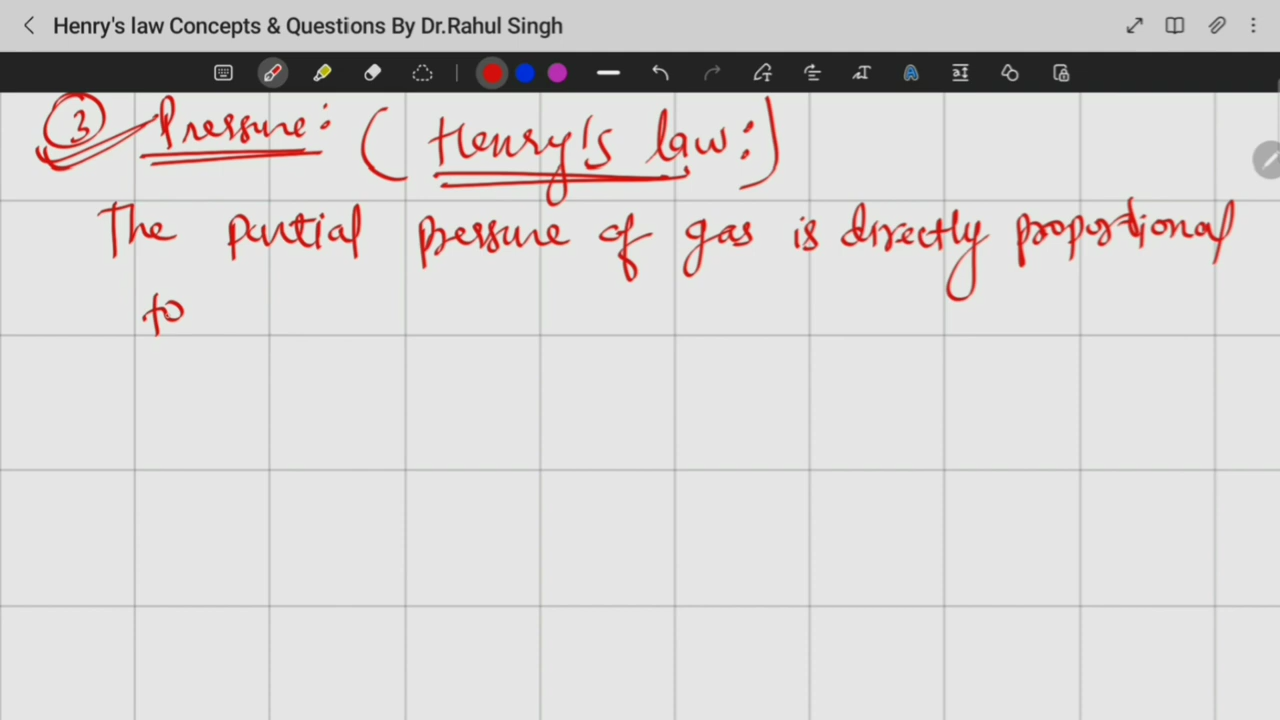 Henry's law Concepts & Questions By Dr.Rahul Singh
3 Pressure: (Henry's law:)
The partial pressure of gas is directly proportional
to